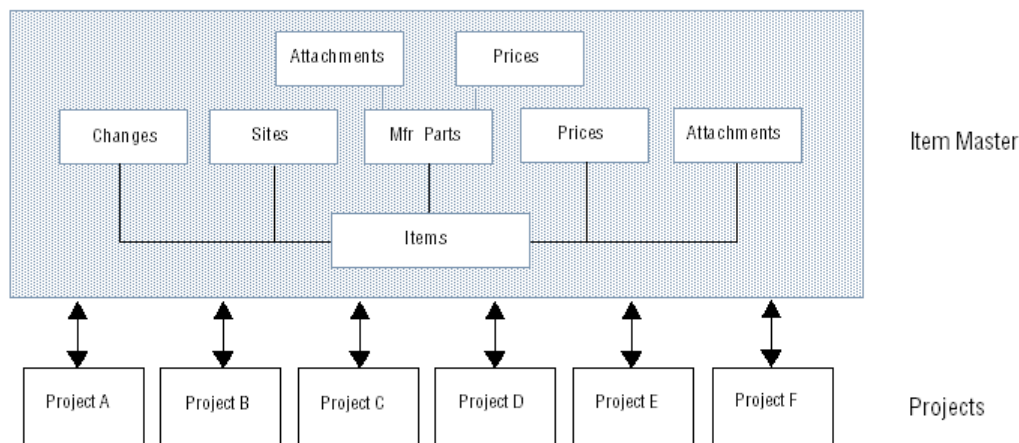 Attachments
Prices
Changes
Sites
Mfr Parts
Prices
Attachments
Item Master
Items
Project A
Project B
Project C
Project D
Project E
Project F
Projects